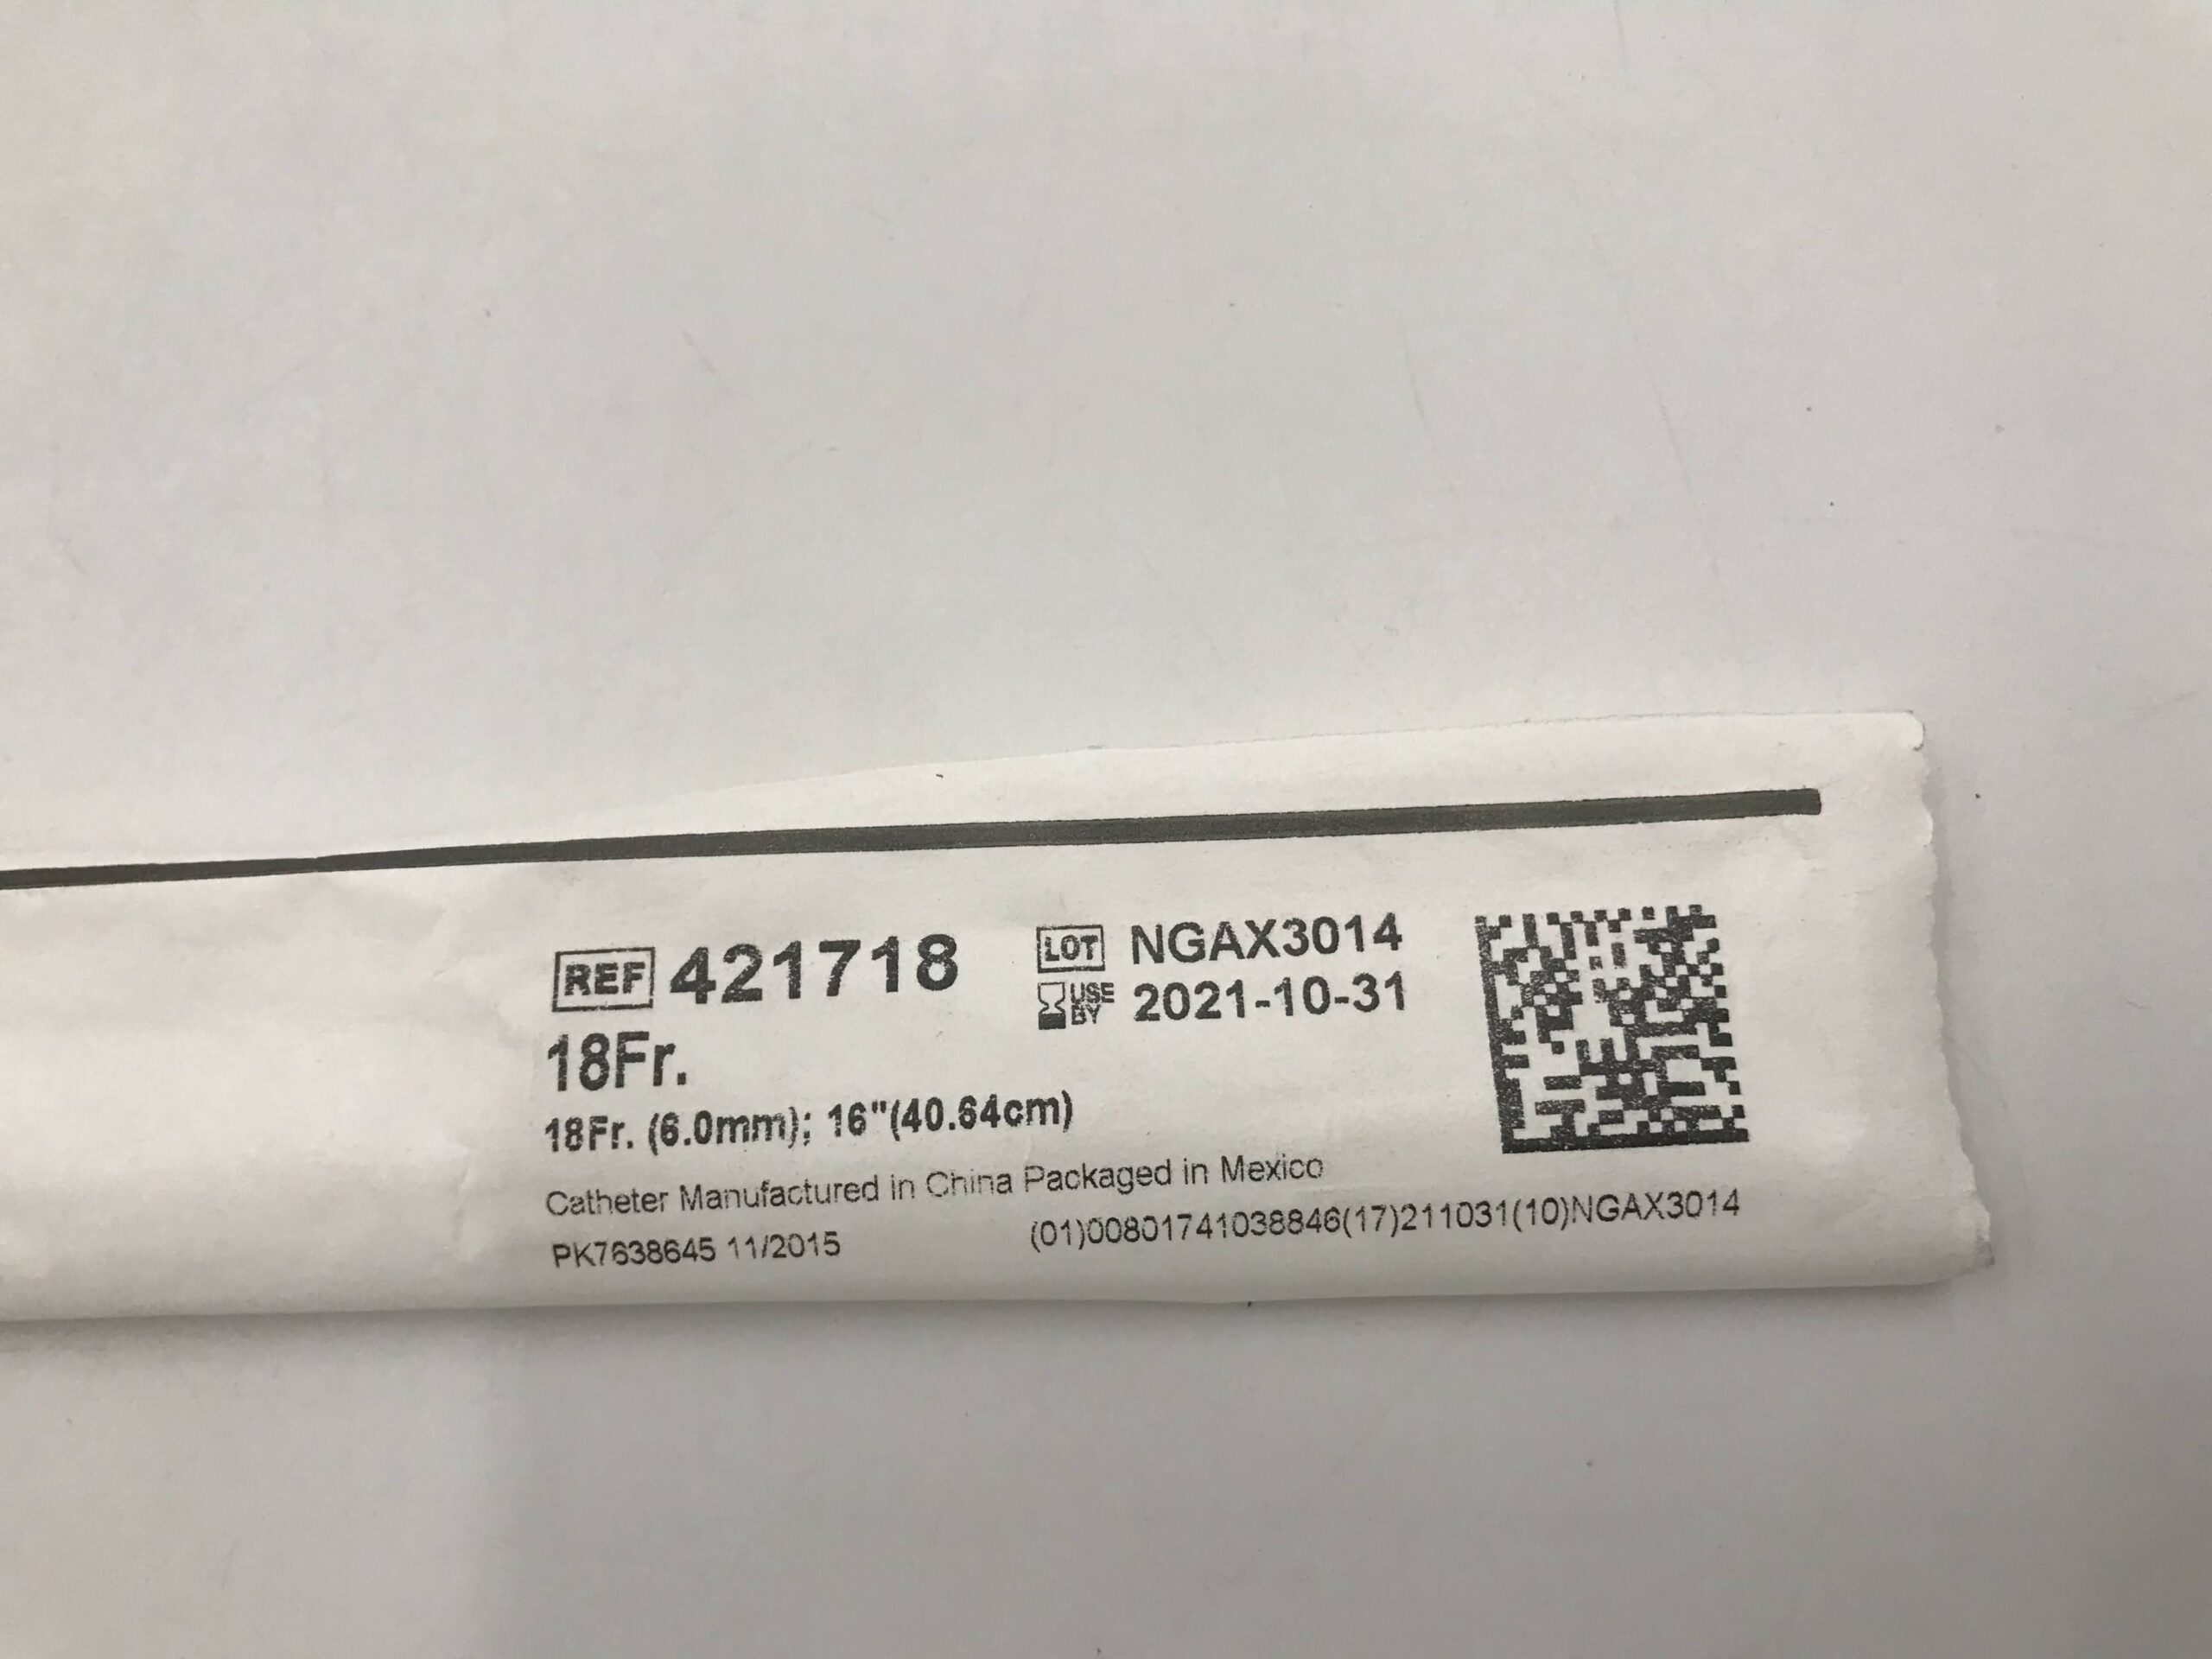 REF 421718
LOT NGAX3014
USE BY 2021-10-31
18Fr.
18Fr. (6.0mm); 16"(40.64cm)
Catheter Manufactured in China Packaged in Mexico
PK7638645 11/2015
(01)00801741038846(17)211031(10)NGAX3014